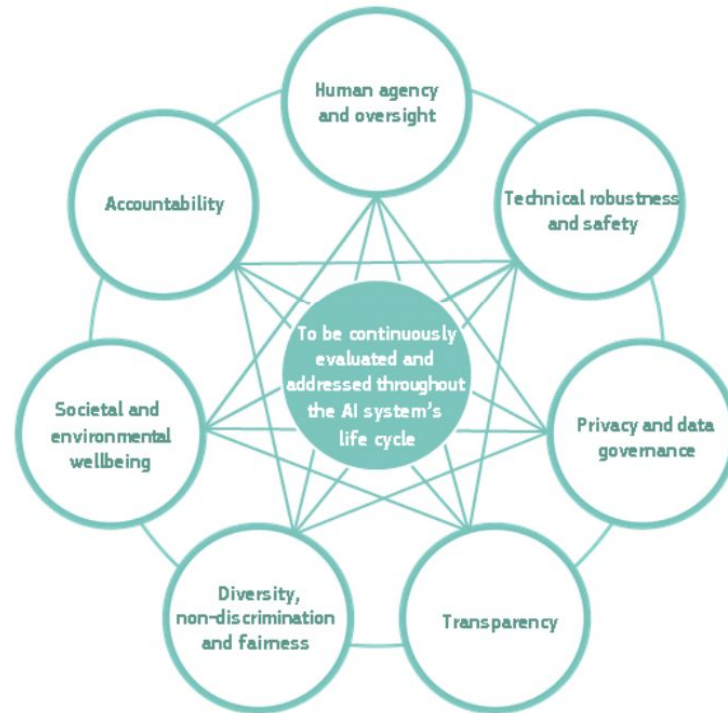 Human agency
and oversight
Technical robustness
and safety
Privacy and data
governance
Transparency
Diversity,
non-discrimination
and fairness
Societal and
environmental
wellbeing
Accountability
To be continuously
evaluated and
addressed throughout
the AI system's
life cycle